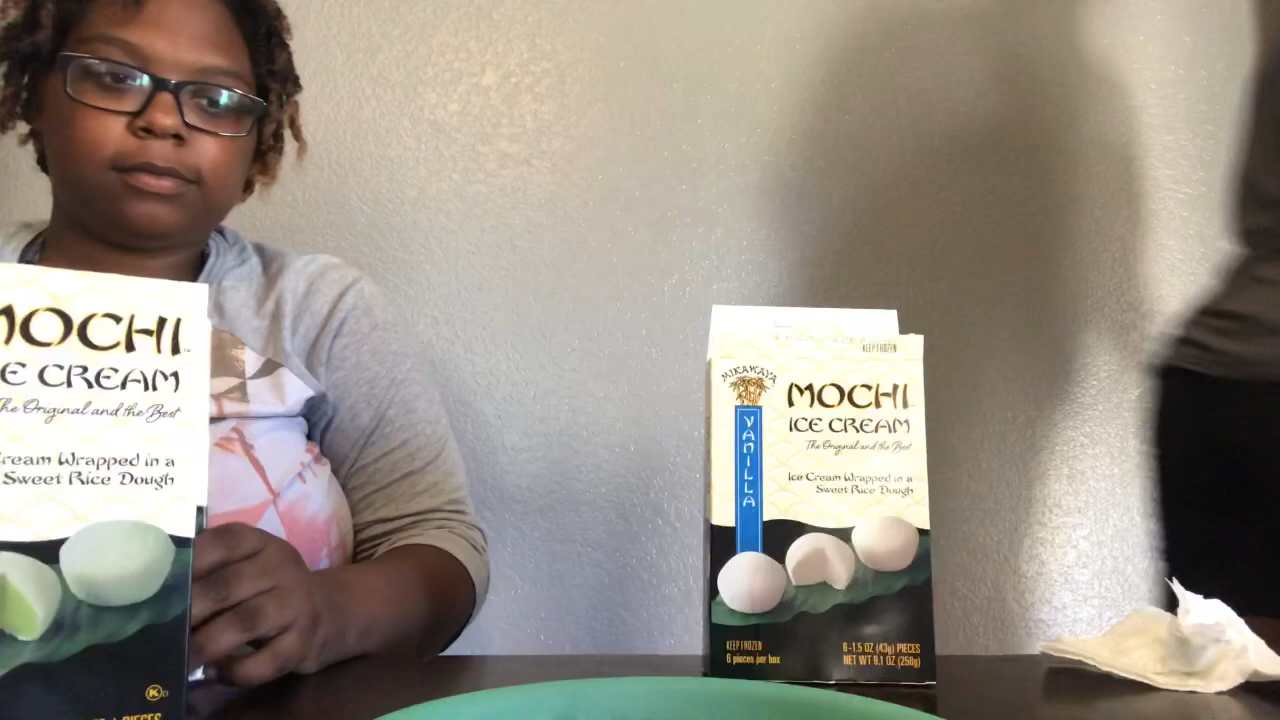 MOCHI
CREAM
The Original and the Best
Cream Wrapped in a
Sweet Rice Dough
K
PIECES
KEEP FROZEN
MIKAWAYA
VANILLA
MOCHI
ICE CREAM
The Original and the Best
Ice Cream Wrapped in a
Sweet Rice Dough
KEEP FROZEN
6 pieces per box
6-1.5 OZ (43g) PIECES
NET WT 9.1 OZ (258g)